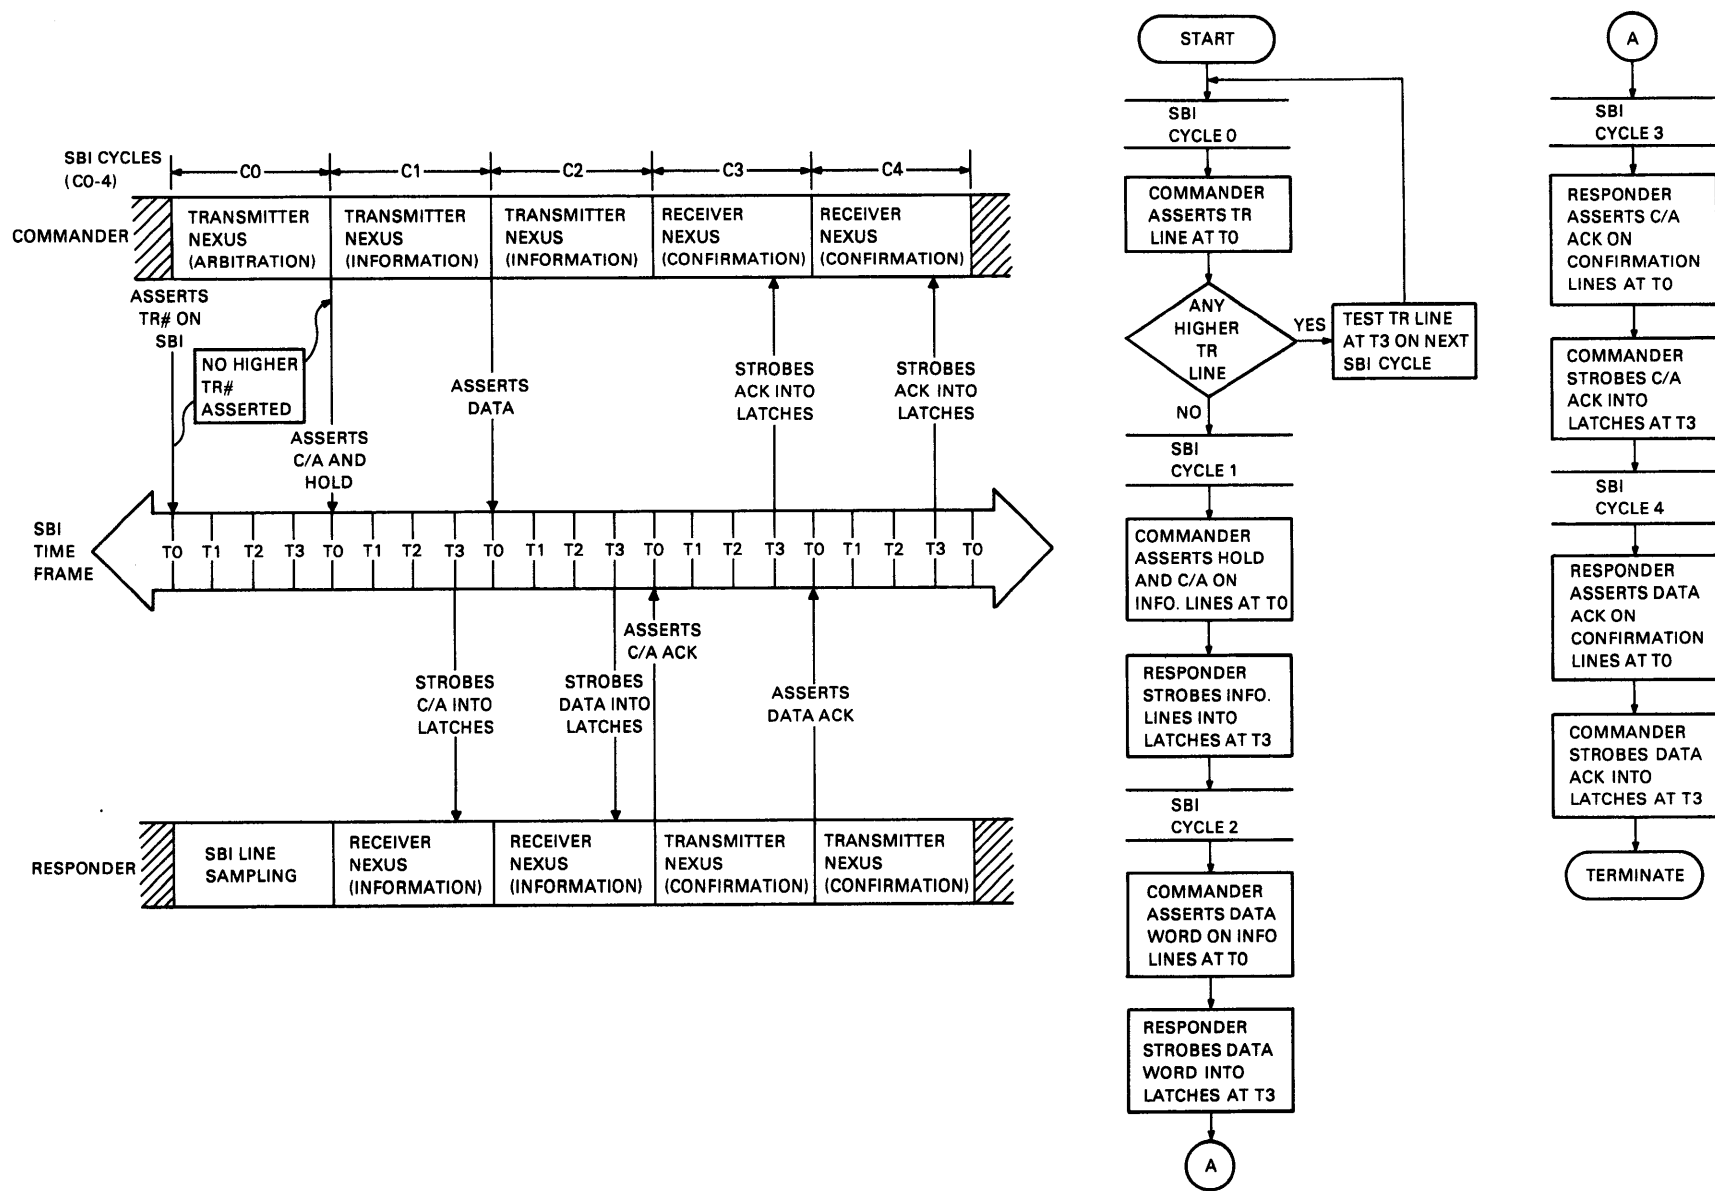 SBI CYCLES
(C0-4)
C0
C1
C2
C3
C4
COMMANDER
TRANSMITTER
NEXUS
(ARBITRATION)
TRANSMITTER
NEXUS
(INFORMATION)
TRANSMITTER
NEXUS
(INFORMATION)
RECEIVER
NEXUS
(CONFIRMATION)
RECEIVER
NEXUS
(CONFIRMATION)
ASSERTS
TR# ON
SBI
NO HIGHER
TR#
ASSERTED
ASSERTS
C/A AND
HOLD
ASSERTS
DATA
STROBES
ACK INTO
LATCHES
STROBES
ACK INTO
LATCHES
SBI
TIME
FRAME
T0 T1 T2 T3 T0 T1 T2 T3 T0 T1 T2 T3 T0 T1 T2 T3 T0 T1 T2 T3 T0
STROBES
C/A INTO
LATCHES
STROBES
DATA INTO
LATCHES
ASSERTS
C/A ACK
ASSERTS
DATA ACK
RESPONDER
SBI LINE
SAMPLING
RECEIVER
NEXUS
(INFORMATION)
RECEIVER
NEXUS
(INFORMATION)
TRANSMITTER
NEXUS
(CONFIRMATION)
TRANSMITTER
NEXUS
(CONFIRMATION)
START
SBI
CYCLE 0
COMMANDER
ASSERTS TR
LINE AT T0
ANY
HIGHER
TR
LINE
YES
TEST TR LINE
AT T3 ON NEXT
SBI CYCLE
NO
SBI
CYCLE 1
COMMANDER
ASSERTS HOLD
AND C/A ON
INFO. LINES AT T0
RESPONDER
STROBES INFO.
LINES INTO
LATCHES AT T3
SBI
CYCLE 2
COMMANDER
ASSERTS DATA
WORD ON INFO
LINES AT T0
RESPONDER
STROBES DATA
WORD INTO
LATCHES AT T3
A
A
SBI
CYCLE 3
RESPONDER
ASSERTS C/A
ACK ON
CONFIRMATION
LINES AT T0
COMMANDER
STROBES C/A
ACK INTO
LATCHES AT T3
SBI
CYCLE 4
RESPONDER
ASSERTS DATA
ACK ON
CONFIRMATION
LINES AT T0
COMMANDER
STROBES DATA
ACK INTO
LATCHES AT T3
TERMINATE